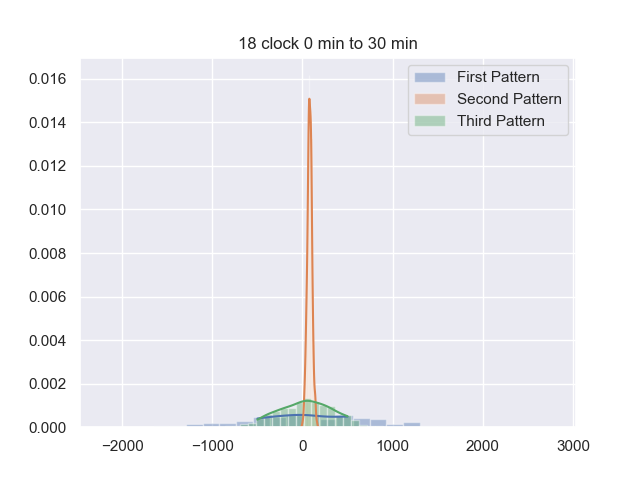 18 clock 0 min to 30 min
First Pattern
Second Pattern
Third Pattern
0.016
0.014
0.012
0.010
0.008
0.006
0.004
0.002
0.000
−2000 −1000 0 1000 2000 3000